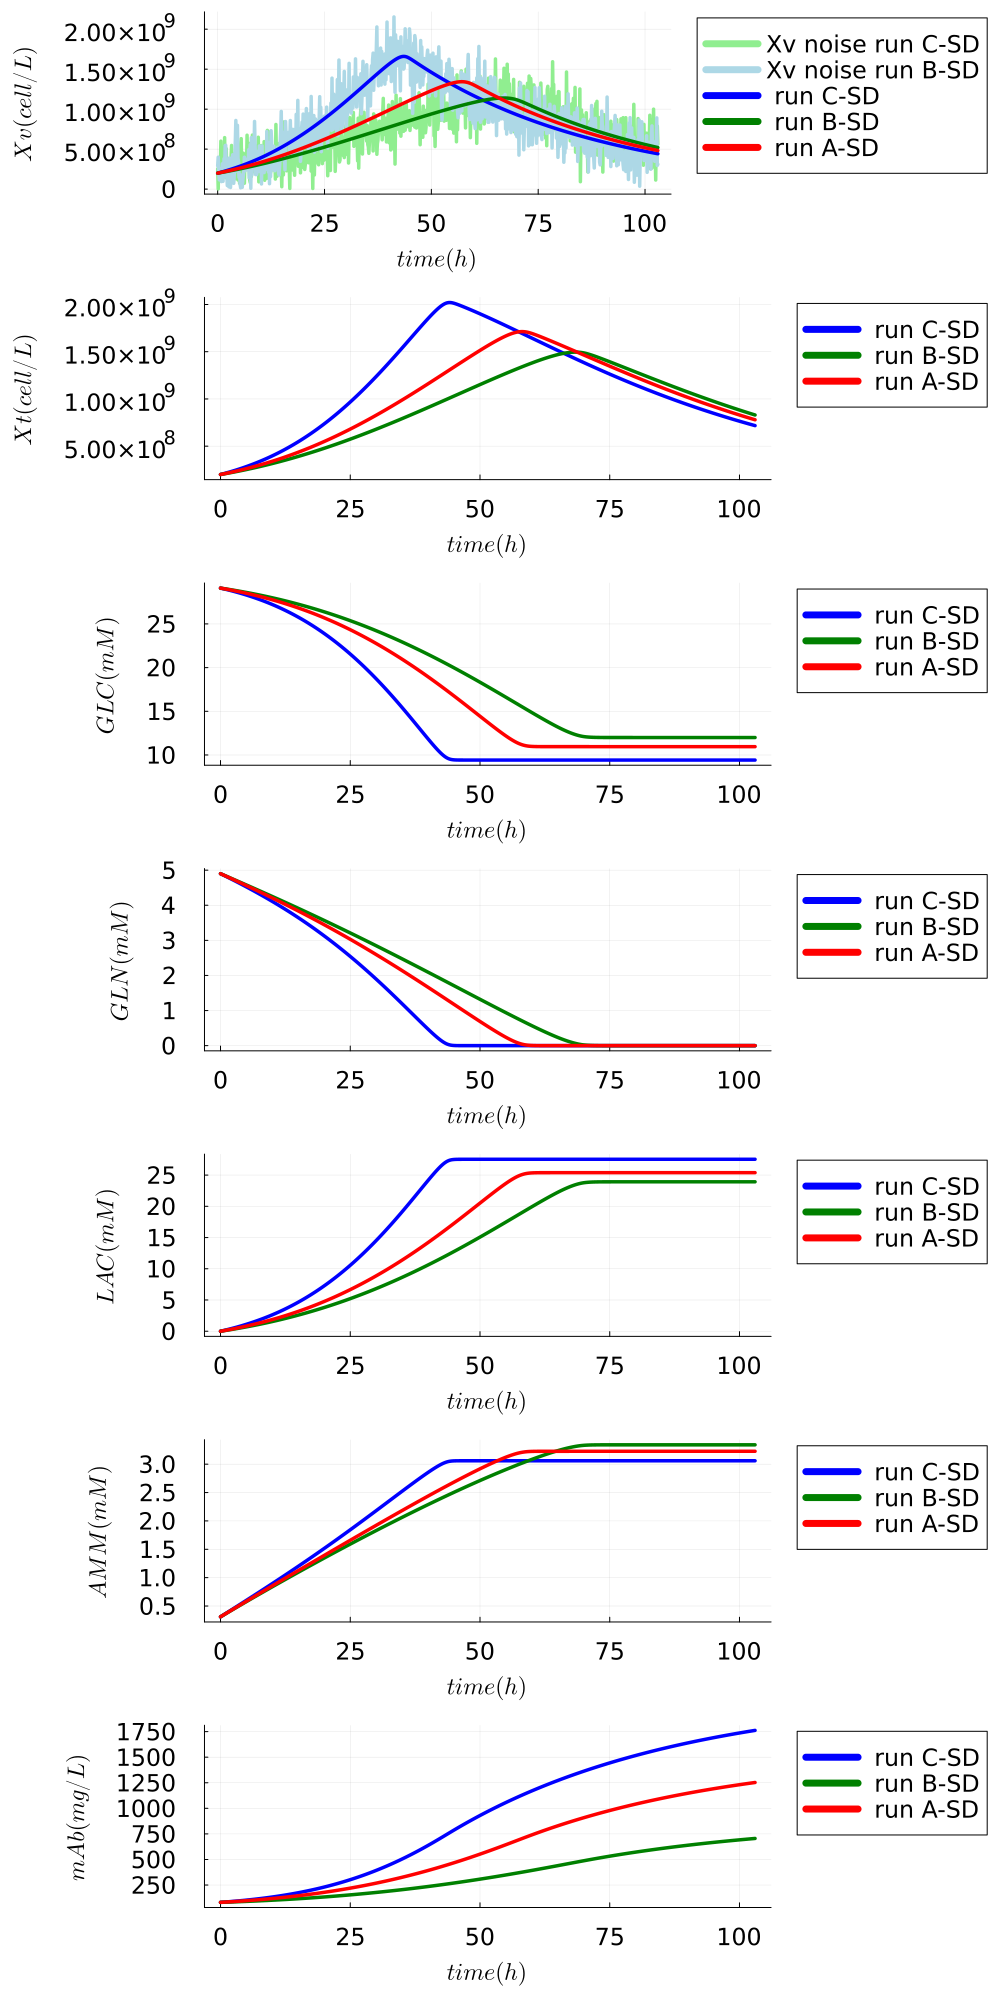 Xv(cell/L)
2.00×10⁹
1.50×10⁹
1.00×10⁹
5.00×10⁸
0
0 25 50 75 100
time(h)
Xv noise run C-SD
Xv noise run B-SD
run C-SD
run B-SD
run A-SD
Xt(cell/L)
2.00×10⁹
1.50×10⁹
1.00×10⁹
5.00×10⁸
0 25 50 75 100
time(h)
run C-SD
run B-SD
run A-SD
GLC(mM)
25
20
15
10
0 25 50 75 100
time(h)
run C-SD
run B-SD
run A-SD
GLN(mM)
5
4
3
2
1
0
0 25 50 75 100
time(h)
run C-SD
run B-SD
run A-SD
LAC(mM)
25
20
15
10
5
0
0 25 50 75 100
time(h)
run C-SD
run B-SD
run A-SD
AMM(mM)
3.0
2.5
2.0
1.5
1.0
0.5
0 25 50 75 100
time(h)
run C-SD
run B-SD
run A-SD
mAb(mg/L)
1750
1500
1250
1000
750
500
250
0 25 50 75 100
time(h)
run C-SD
run B-SD
run A-SD